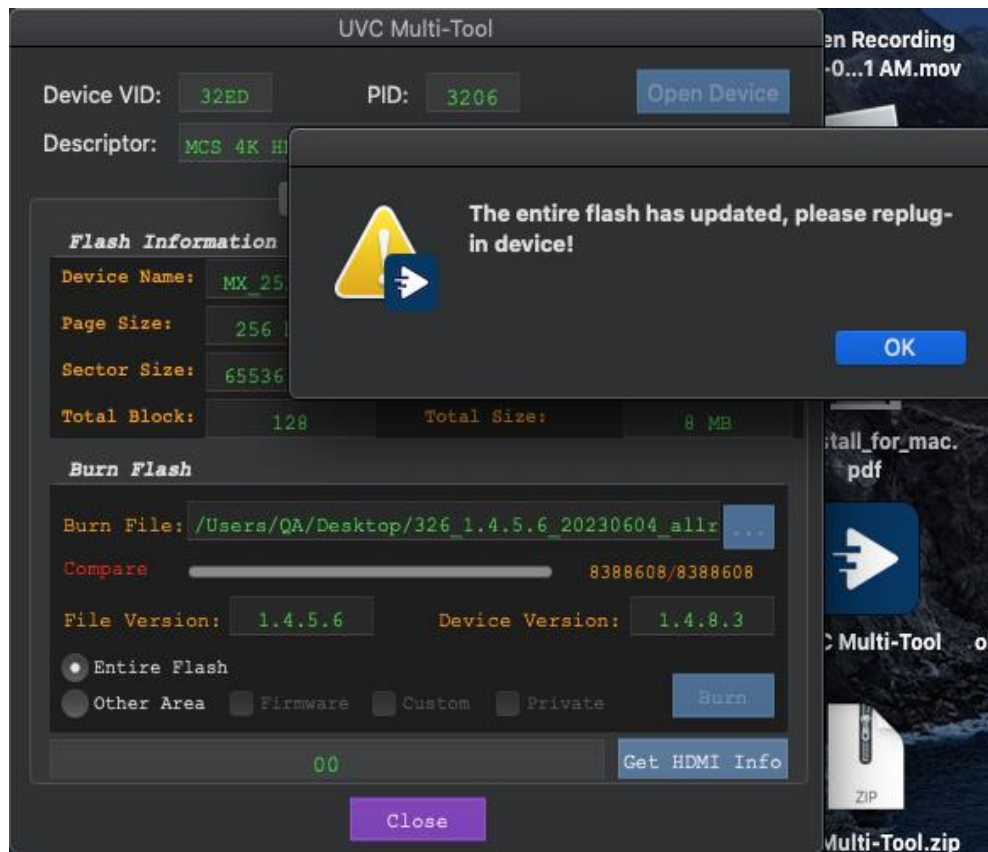 UVC Multi-Tool
en Recording
-0...1 AM.mov
Device VID: 32ED PID: 3206 Open Device
Descriptor: MCS 4K H
The entire flash has updated, please replug-
in device!
OK
Flash Information
Device Name: MX_25
Page Size: 256
Sector Size: 65536
Total Block: 128 Total Size: 8 MB
stall_for_mac.
pdf
Burn Flash
Burn File: /Users/QA/Desktop/326_1.4.5.6_20230604_allr ...
Compare 8388608/8388608
File Version: 1.4.5.6 Device Version: 1.4.8.3
C Multi-Tool o
Entire Flash
Other Area Firmware Custom Private Burn
00 Get HDMI Info
ZIP
Close
Multi-Tool.zip